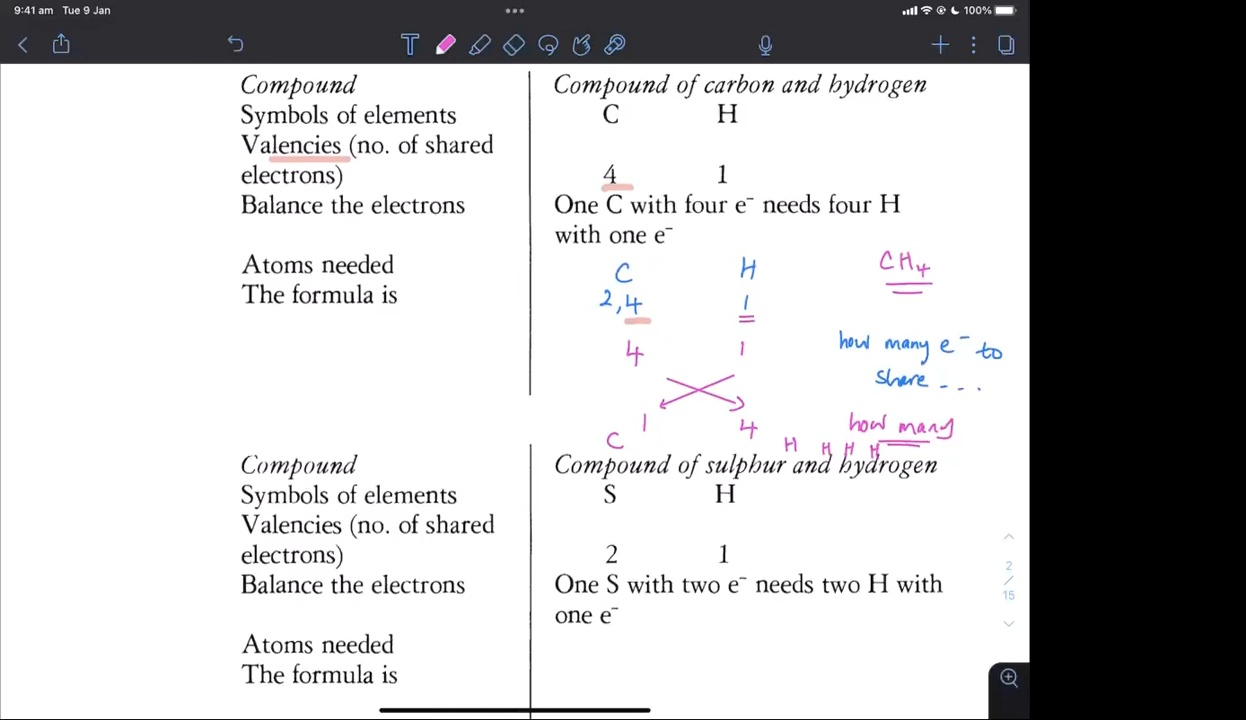 9:41 am Tue 9 Jan
100%
T
Compound
Compound of carbon and hydrogen
Symbols of elements
C H
Valencies (no. of shared
electrons)
4 1
Balance the electrons
One C with four e⁻ needs four H
with one e⁻
Atoms needed
The formula is
C H CH₄
2,4 1
how many e⁻ to
4 1
share ...
1 4 how many
C H H H H
Compound
Compound of sulphur and hydrogen
Symbols of elements
S H
Valencies (no. of shared
electrons)
2 1
Balance the electrons
One S with two e⁻ needs two H with
one e⁻
Atoms needed
The formula is
2
/
15